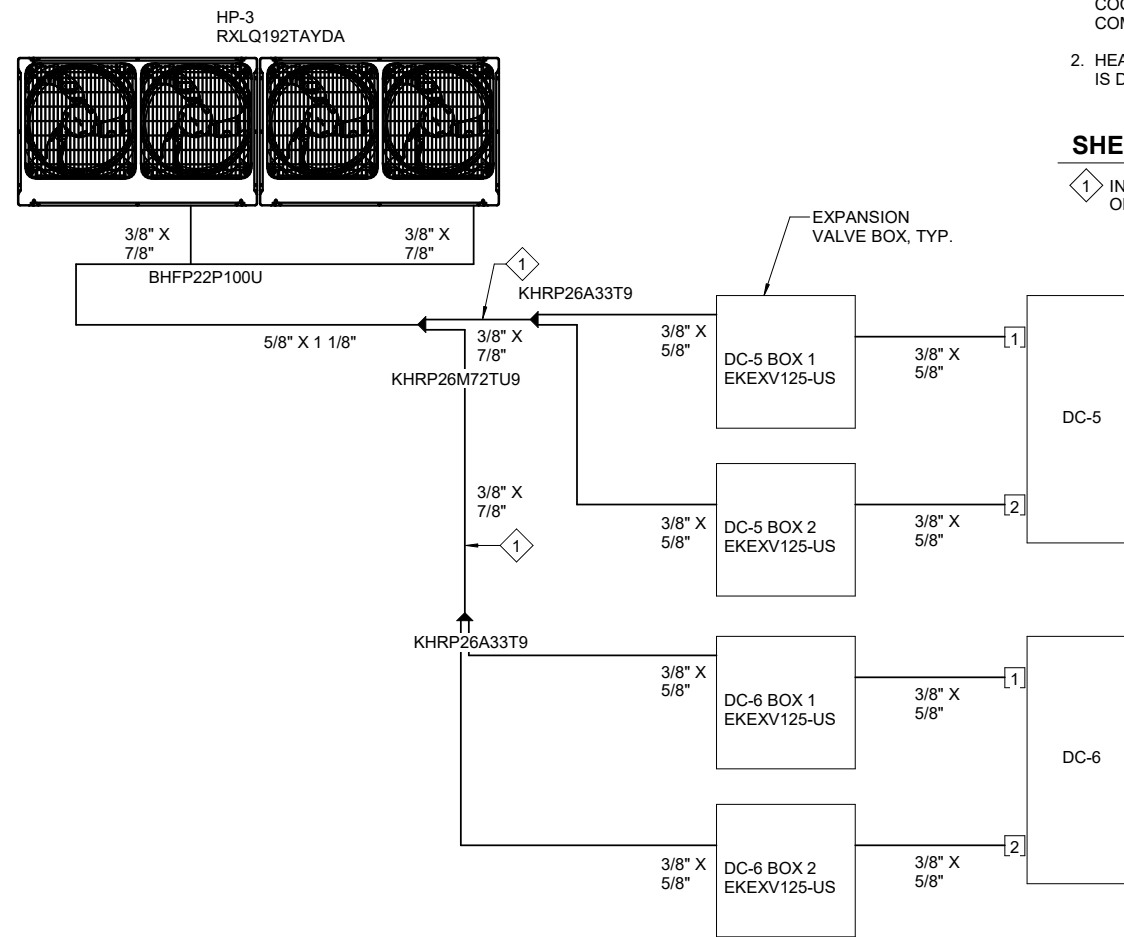 HP-3
RXLQ192TAYDA
2.
IS D
SHE
1
3/8" X
7/8"
3/8" X
7/8"
BHFP22P100U
EXPANSION
VALVE BOX, TYP.
1
KHRP26A33T9
5/8" X 1 1/8"
3/8" X
7/8"
KHRP26M72TU9
3/8" X
5/8"
DC-5 BOX 1
EKEXV125-US
3/8" X
5/8"
1
DC-5
3/8" X
7/8"
1
3/8" X
5/8"
DC-5 BOX 2
EKEXV125-US
3/8" X
5/8"
2
KHRP26A33T9
3/8" X
5/8"
DC-6 BOX 1
EKEXV125-US
3/8" X
5/8"
1
DC-6
3/8" X
5/8"
DC-6 BOX 2
EKEXV125-US
3/8" X
5/8"
2